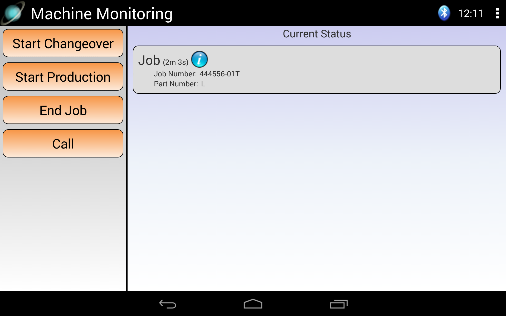 Machine Monitoring
12:11
Start Changeover
Start Production
End Job
Call
Current Status
Job (2m 3s)
Job Number: 444556-01T
Part Number: